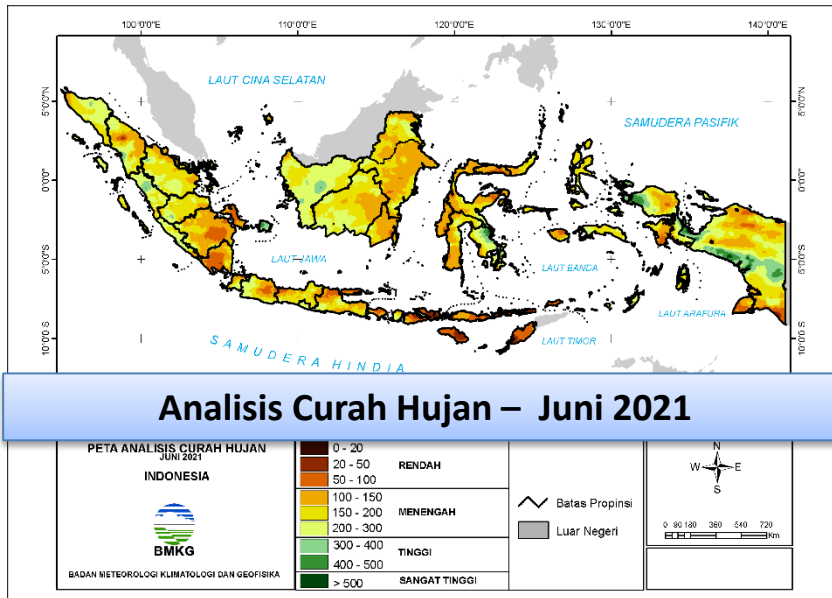 100°0'0"E 110°0'0"E 120°0'0"E 130°0'0"E 140°0'0"E
LAUT CINA SELATAN
SAMUDERA PASIFIK
5°0'0"N
5°0'0"N
0°0'0"
0°0'0"
LAUT JAWA
LAUT BANDA
5°0'0"S
5°0'0"S
LAUT ARAFURA
LAUT TIMOR
10°0'0"S
10°0'0"S
SAMUDERA HINDIA
Analisis Curah Hujan – Juni 2021
PETA ANALISIS CURAH HUJAN
JUNI 2021
INDONESIA
BMKG
BADAN METEOROLOGI KLIMATOLOGI DAN GEOFISIKA
0 - 20
20 - 50
RENDAH
50 - 100
100 - 150
150 - 200
MENENGAH
200 - 300
300 - 400
TINGGI
400 - 500
> 500
SANGAT TINGGI
Batas Propinsi
Luar Negeri
N
W E
S
0 90 180 360 540 720
Km